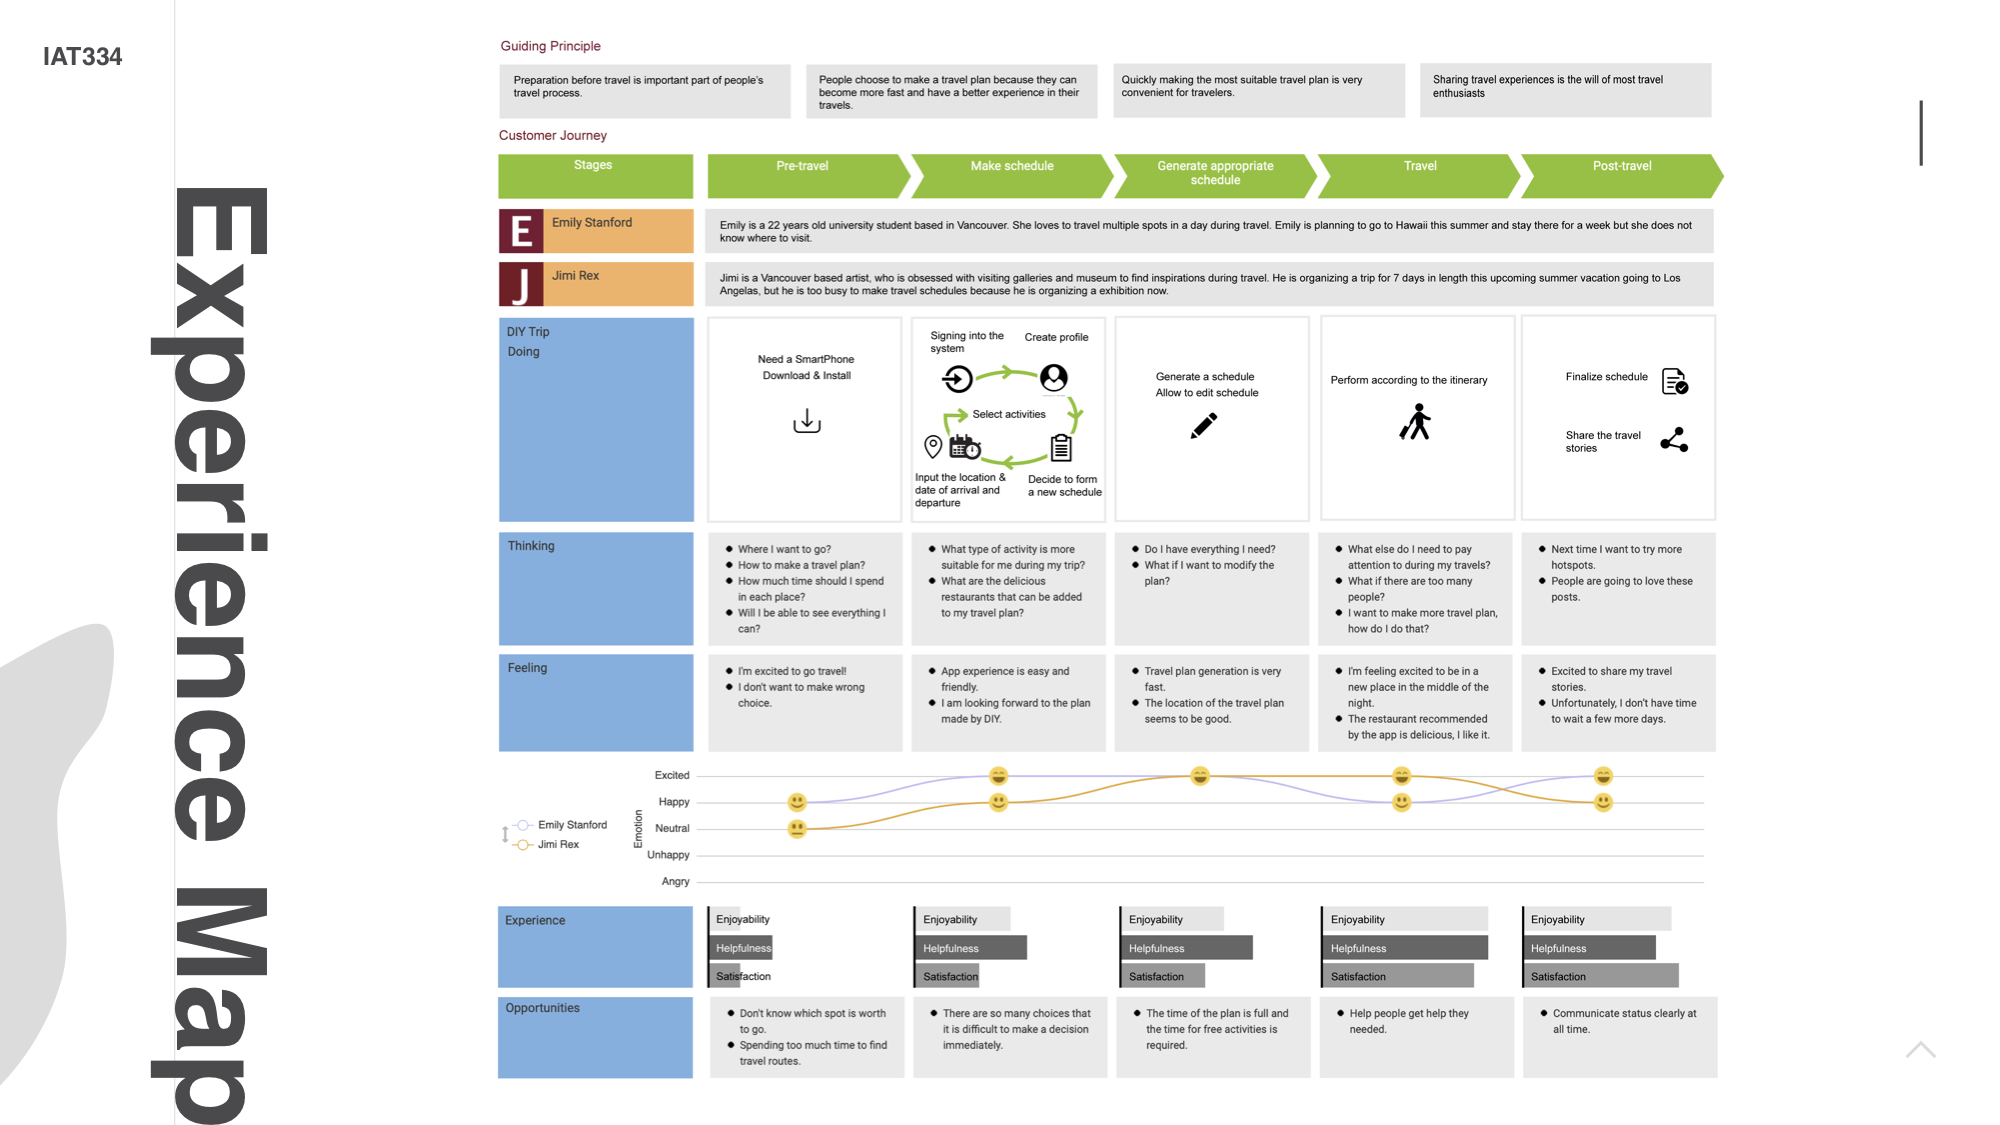 IAT334
Experience Map
Guiding Principle
Preparation before travel is important part of people's
travel process.
People choose to make a travel plan because they can
become more fast and have a better experience in their
travels.
Quickly making the most suitable travel plan is very
convenient for travelers.
Sharing travel experiences is the will of most travel
enthusiasts
Customer Journey
Stages
Pre-travel
Make schedule
Generate appropriate
schedule
Travel
Post-travel
E
Emily Stanford
Emily is a 22 years old university student based in Vancouver. She loves to travel multiple spots in a day during travel. Emily is planning to go to Hawaii this summer and stay there for a week but she does not
know where to visit.
J
Jimi Rex
Jimi is a Vancouver based artist, who is obsessed with visiting galleries and museum to find inspirations during travel. He is organizing a trip for 7 days in length this upcoming summer vacation going to Los
Angelas, but he is too busy to make travel schedules because he is organizing a exhibition now.
DIY Trip
Doing
Need a SmartPhone
Download & Install
Signing into the
system
Create profile
Select activities
Input the location &
date of arrival and
departure
Decide to form
a new schedule
Generate a schedule
Allow to edit schedule
Perform according to the itinerary
Finalize schedule
Share the travel
stories
Thinking
Where I want to go?
How to make a travel plan?
How much time should I spend
in each place?
Will I be able to see everything I
can?
What type of activity is more
suitable for me during my trip?
What are the delicious
restaurants that can be added
to my travel plan?
Do I have everything I need?
What if I want to modify the
plan?
What else do I need to pay
attention to during my travels?
What if there are too many
people?
I want to make more travel plan,
how do I do that?
Next time I want to try more
hotspots.
People are going to love these
posts.
Feeling
I'm excited to go travel!
I don't want to make wrong
choice.
App experience is easy and
friendly.
I am looking forward to the plan
made by DIY.
Travel plan generation is very
fast.
The location of the travel plan
seems to be good.
I'm feeling excited to be in a
new place in the middle of the
night.
The restaurant recommended
by the app is delicious, I like it.
Excited to share my travel
stories.
Unfortunately, I don't have time
to wait a few more days.
Emily Stanford
Jimi Rex
Emotion
Excited
Happy
Neutral
Unhappy
Angry
Experience
Enjoyability
Helpfulness
Satisfaction
Enjoyability
Helpfulness
Satisfaction
Enjoyability
Helpfulness
Satisfaction
Enjoyability
Helpfulness
Satisfaction
Enjoyability
Helpfulness
Satisfaction
Opportunities
Don't know which spot is worth
to go.
Spending too much time to find
travel routes.
There are so many choices that
it is difficult to make a decision
immediately.
The time of the plan is full and
the time for free activities is
required.
Help people get help they
needed.
Communicate status clearly at
all time.